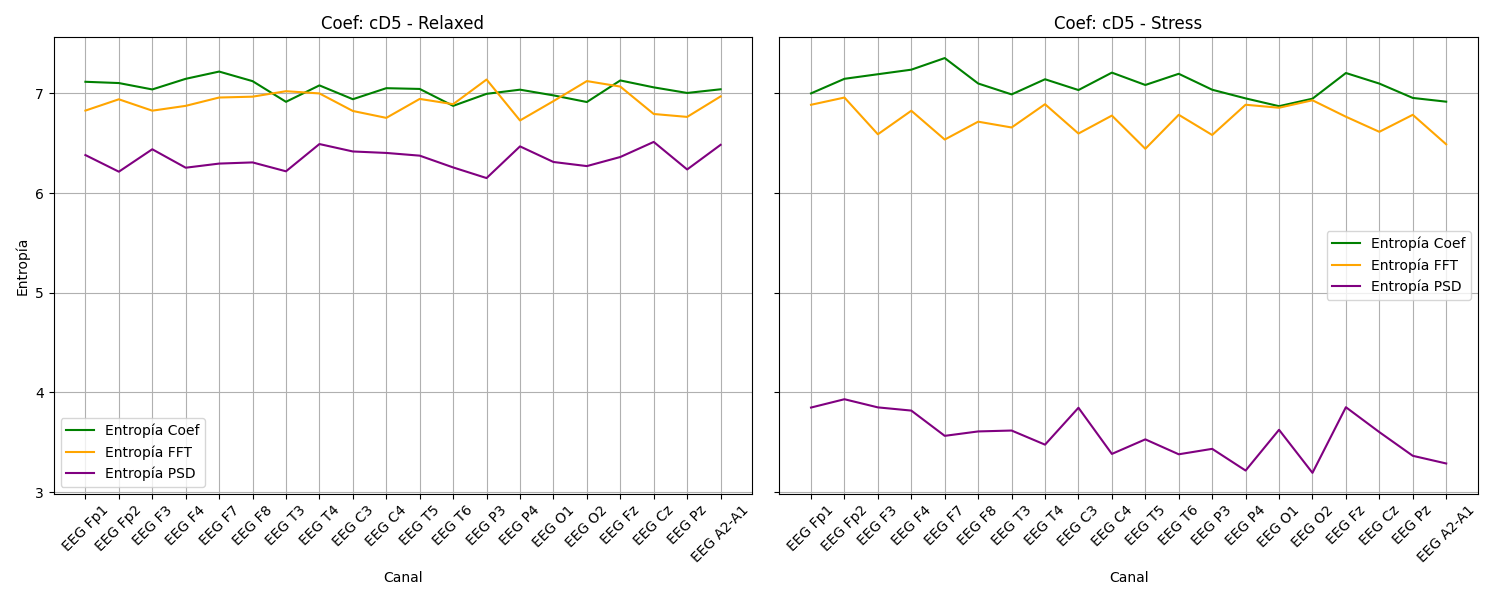 Coef: cD5 - Relaxed
Entropía
7
6
5
4
3
Entropía Coef
Entropía FFT
Entropía PSD
EEG Fp1
EEG Fp2
EEG F3
EEG F4
EEG F7
EEG F8
EEG T3
EEG T4
EEG C3
EEG C4
EEG T5
EEG T6
EEG P3
EEG P4
EEG O1
EEG O2
EEG Fz
EEG Cz
EEG Pz
EEG A2-A1
Canal
Coef: cD5 - Stress
Entropía Coef
Entropía FFT
Entropía PSD
EEG Fp1
EEG Fp2
EEG F3
EEG F4
EEG F7
EEG F8
EEG T3
EEG T4
EEG C3
EEG C4
EEG T5
EEG T6
EEG P3
EEG P4
EEG O1
EEG O2
EEG Fz
EEG Cz
EEG Pz
EEG A2-A1
Canal